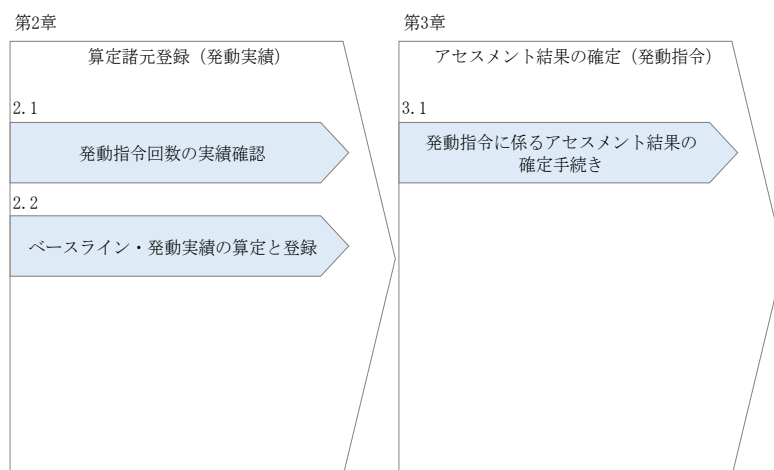 第2章
算定諸元登録（発動実績）
2.1
発動指令回数の実績確認
2.2
ベースライン・発動実績の算定と登録
第3章
アセスメント結果の確定（発動指令）
3.1
発動指令に係るアセスメント結果の
確定手続き